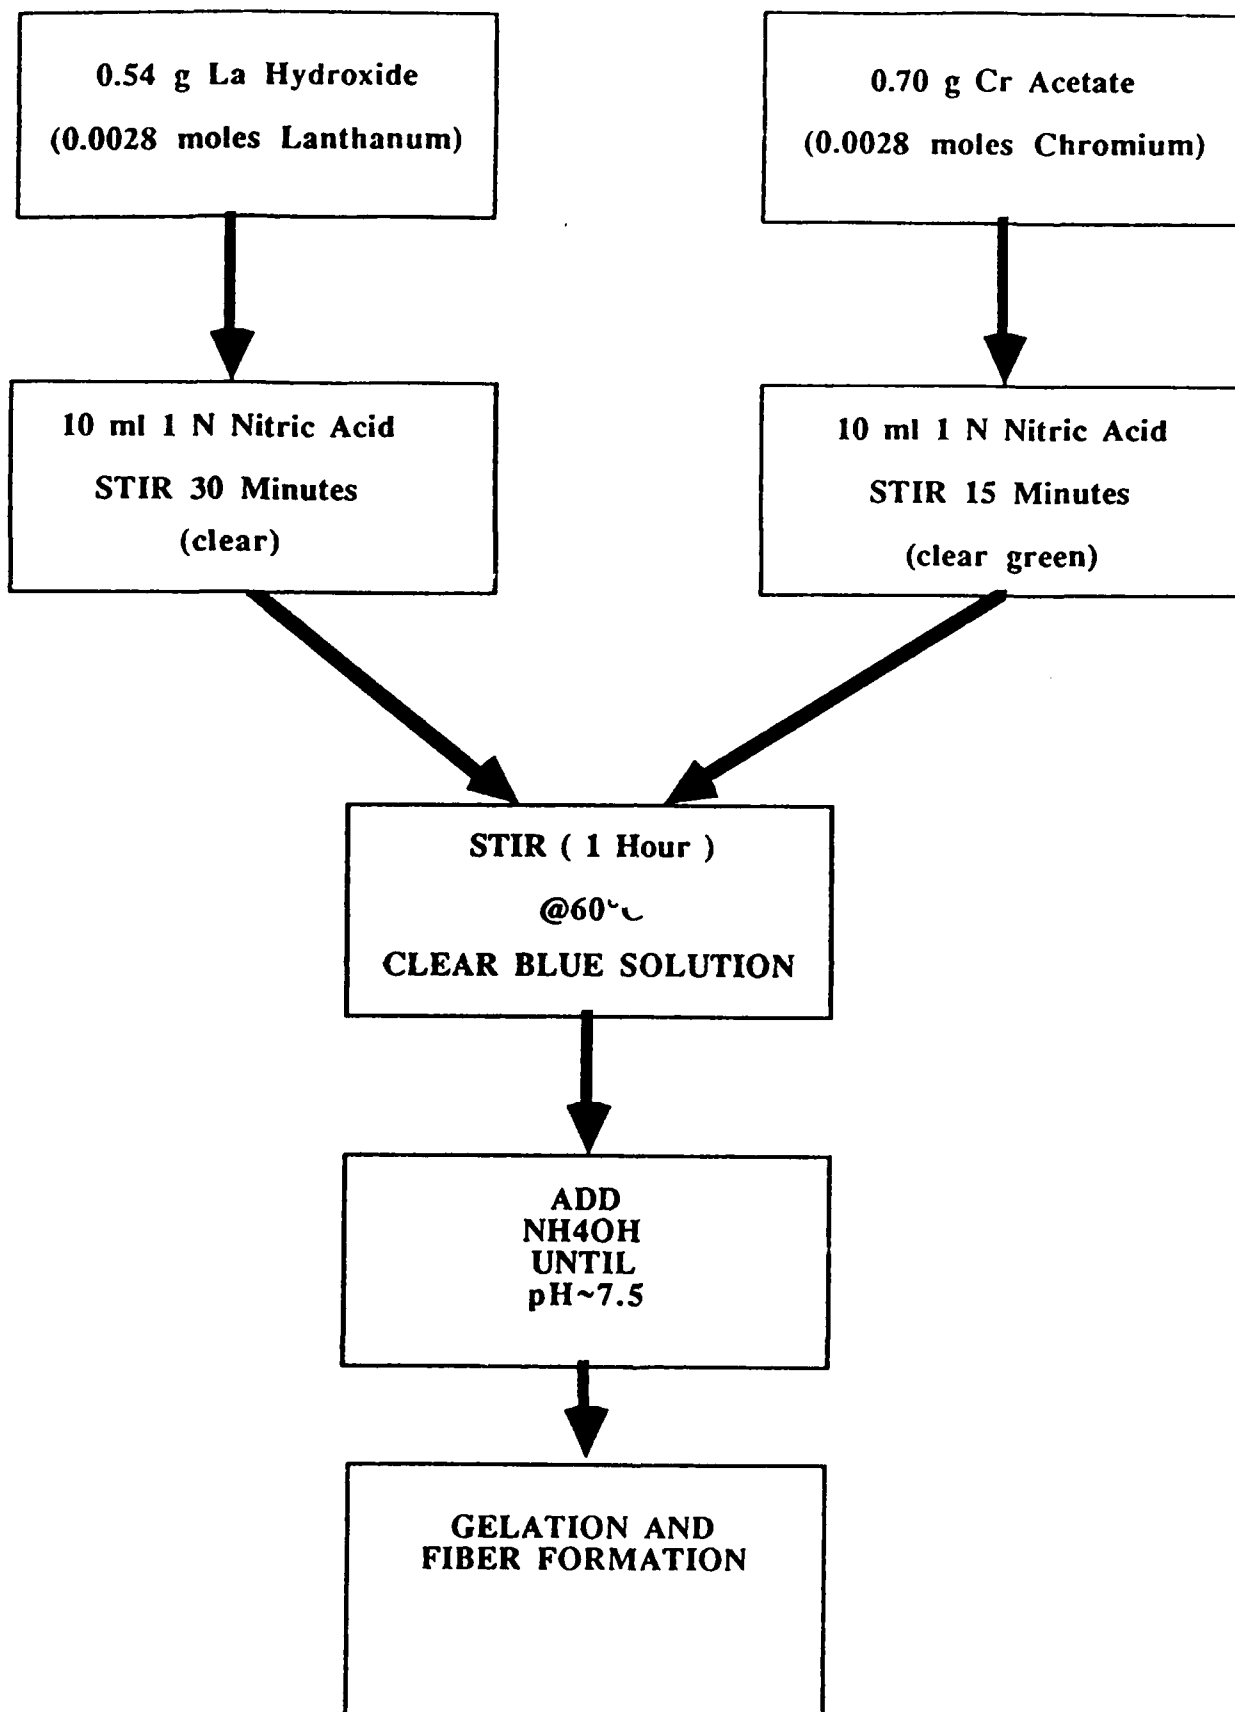 0.54 g La Hydroxide
(0.0028 moles Lanthanum)
0.70 g Cr Acetate
(0.0028 moles Chromium)
10 ml 1 N Nitric Acid
STIR 30 Minutes
(clear)
10 ml 1 N Nitric Acid
STIR 15 Minutes
(clear green)
STIR ( 1 Hour )
@60°C
CLEAR BLUE SOLUTION
ADD
NH4OH
UNTIL
pH~7.5
GELATION AND
FIBER FORMATION